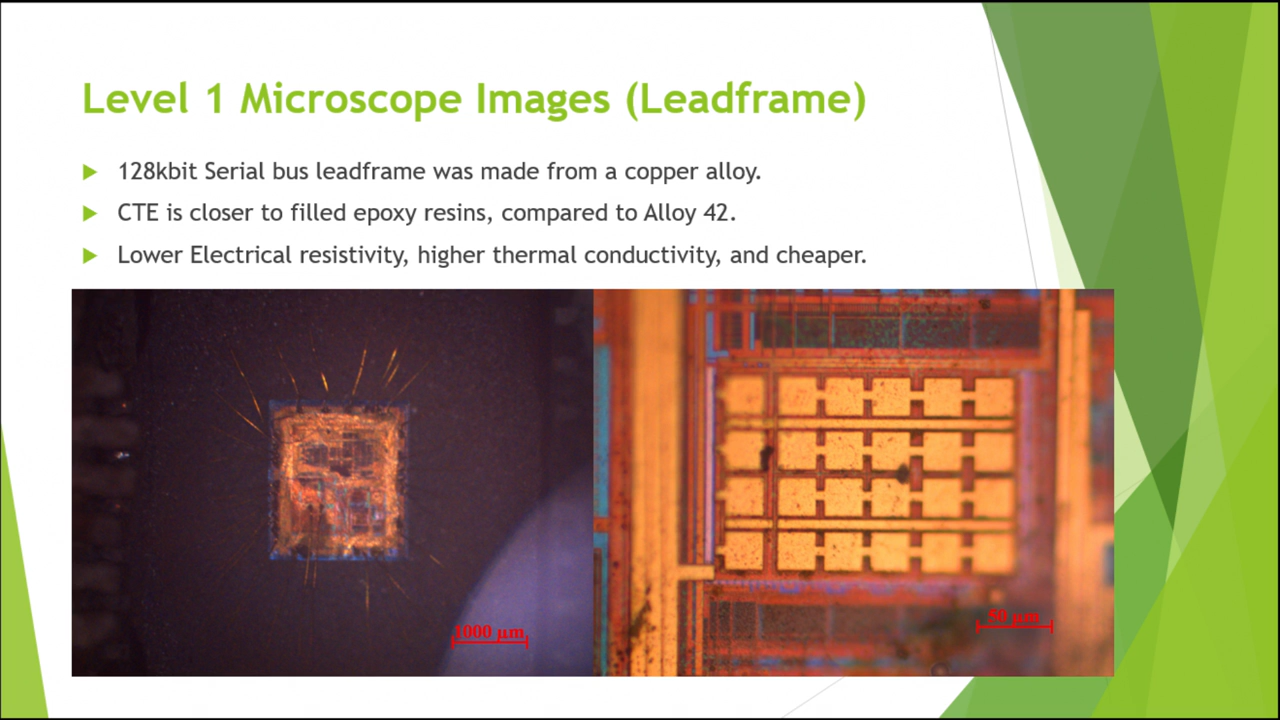 Level 1 Microscope Images (Leadframe)
128kbit Serial bus leadframe was made from a copper alloy.
CTE is closer to filled epoxy resins, compared to Alloy 42.
Lower Electrical resistivity, higher thermal conductivity, and cheaper.
1000 µm
50 µm